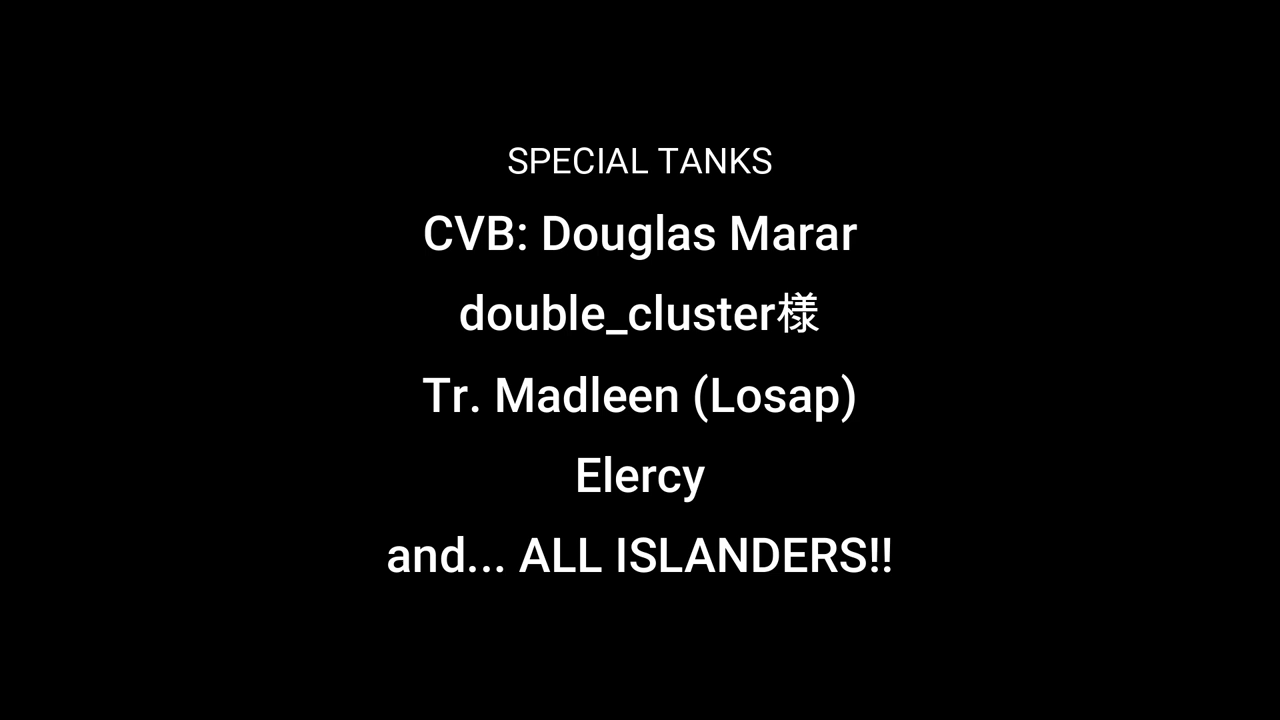 SPECIAL TANKS
CVB: Douglas Marar
double_cluster様
Tr. Madleen (Losap)
Elercy
and... ALL ISLANDERS!!